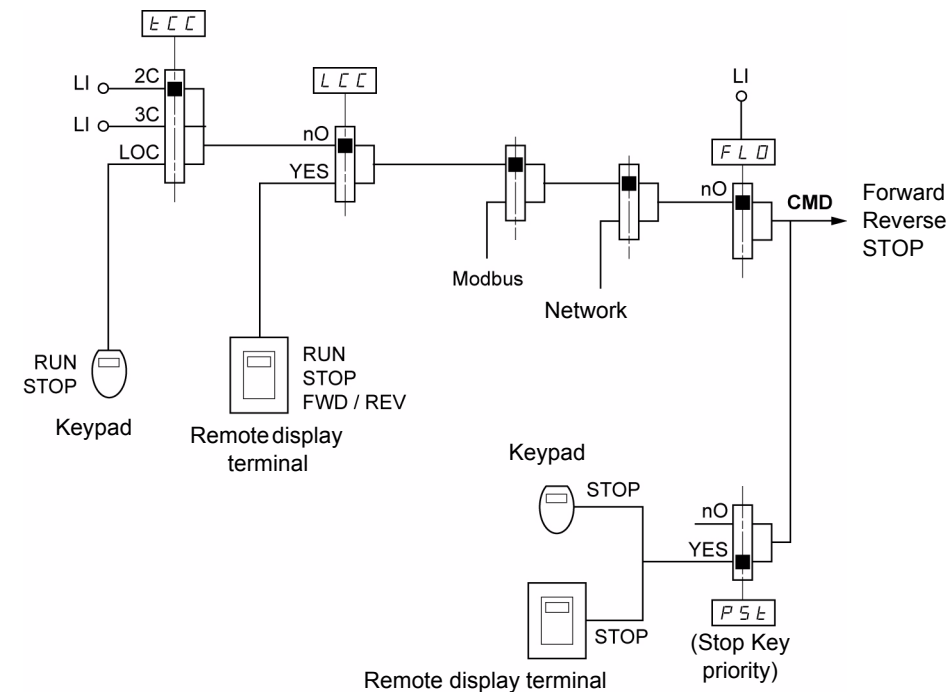 tCC
LI
2C
LI
3C
LOC
LCC
nO
YES
LI
FLO
nO
CMD
Forward
Reverse
STOP
Modbus
Network
RUN
STOP
Keypad
RUN
STOP
FWD / REV
Remote display
terminal
Keypad
STOP
nO
YES
PSt
STOP
(Stop Key
priority)
Remote display terminal